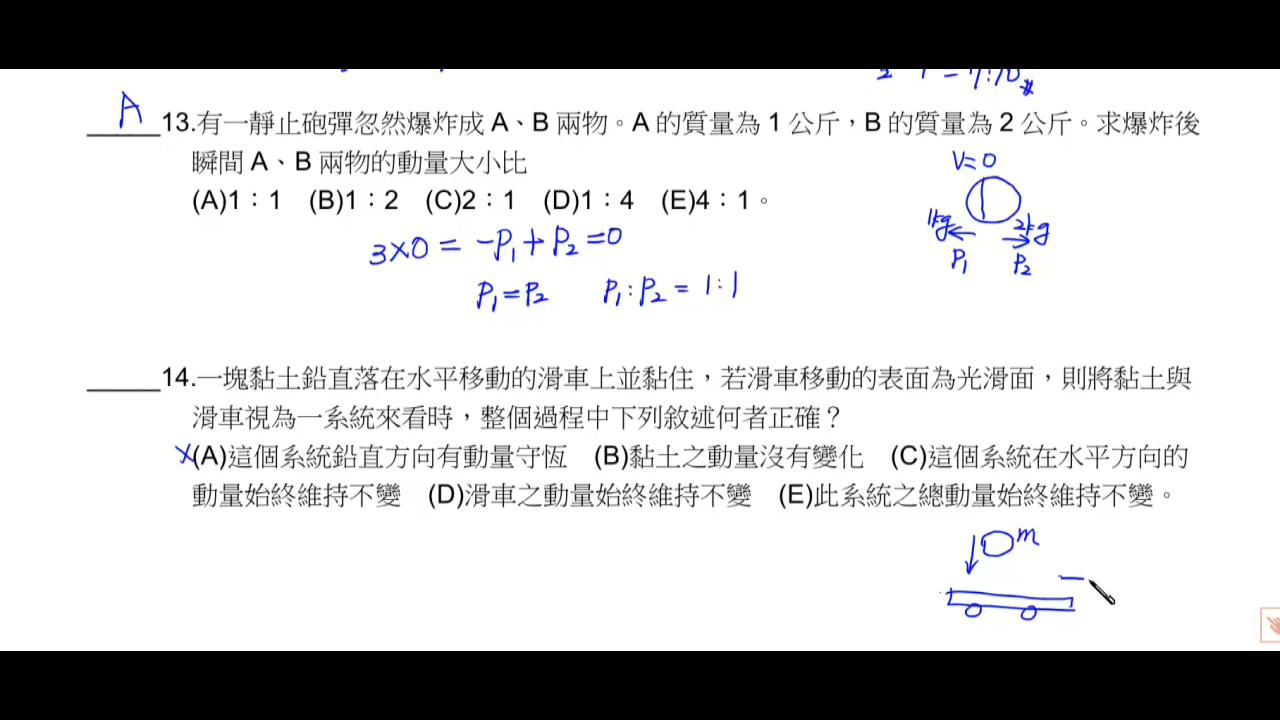 = 7:10#
A
13.有一靜止砲彈忽然爆炸成 A、B 兩物。A 的質量為 1 公斤，B 的質量為 2 公斤。求爆炸後
瞬間 A、B 兩物的動量大小比
V=0
(A)1：1 (B)1：2 (C)2：1 (D)1：4 (E)4：1。
1kg 2kg
3×0 = -P₁+P₂=0
P₁ P₂
P₁=P₂ P₁:P₂ = 1:1
14.一塊黏土鉛直落在水平移動的滑車上並黏住，若滑車移動的表面為光滑面，則將黏土與
滑車視為一系統來看時，整個過程中下列敘述何者正確？
×(A)這個系統鉛直方向有動量守恆 (B)黏土之動量沒有變化 (C)這個系統在水平方向的
動量始終維持不變 (D)滑車之動量始終維持不變 (E)此系統之總動量始終維持不變。
m